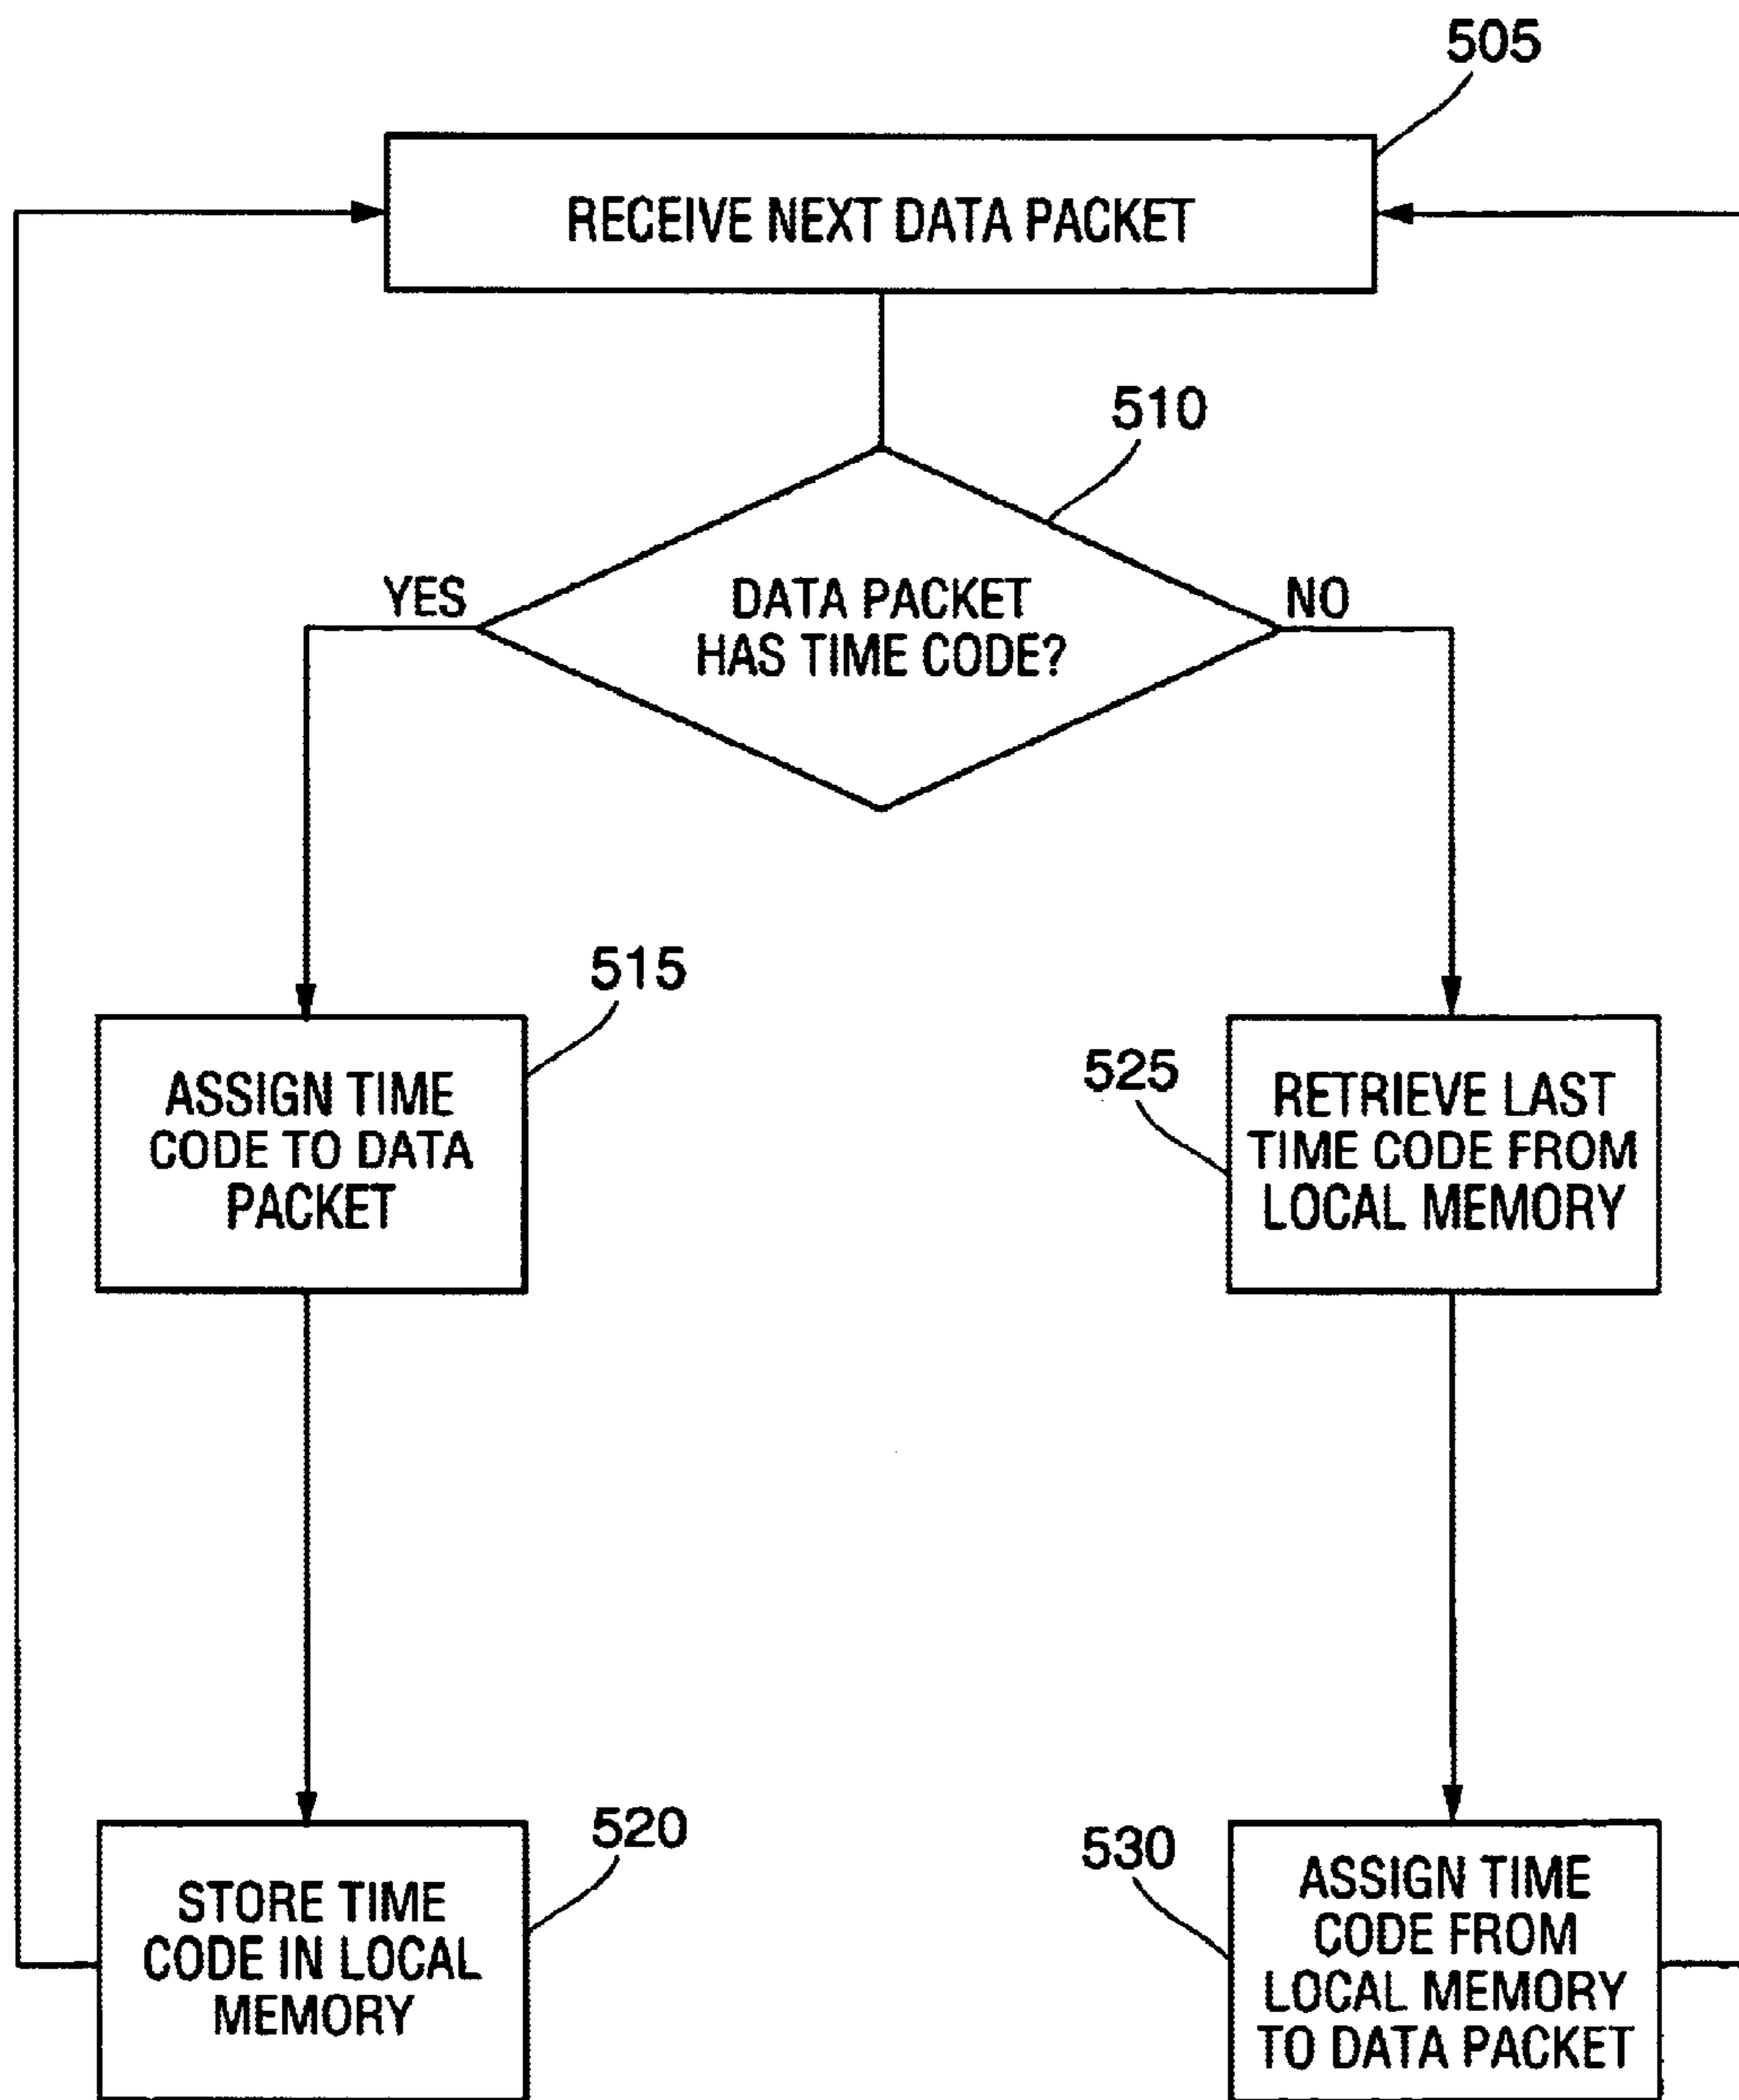 505
RECEIVE NEXT DATA PACKET
510
YES
DATA PACKET
HAS TIME CODE?
NO
515
ASSIGN TIME
CODE TO DATA
PACKET
525
RETRIEVE LAST
TIME CODE FROM
LOCAL MEMORY
520
STORE TIME
CODE IN LOCAL
MEMORY
530
ASSIGN TIME
CODE FROM
LOCAL MEMORY
TO DATA PACKET